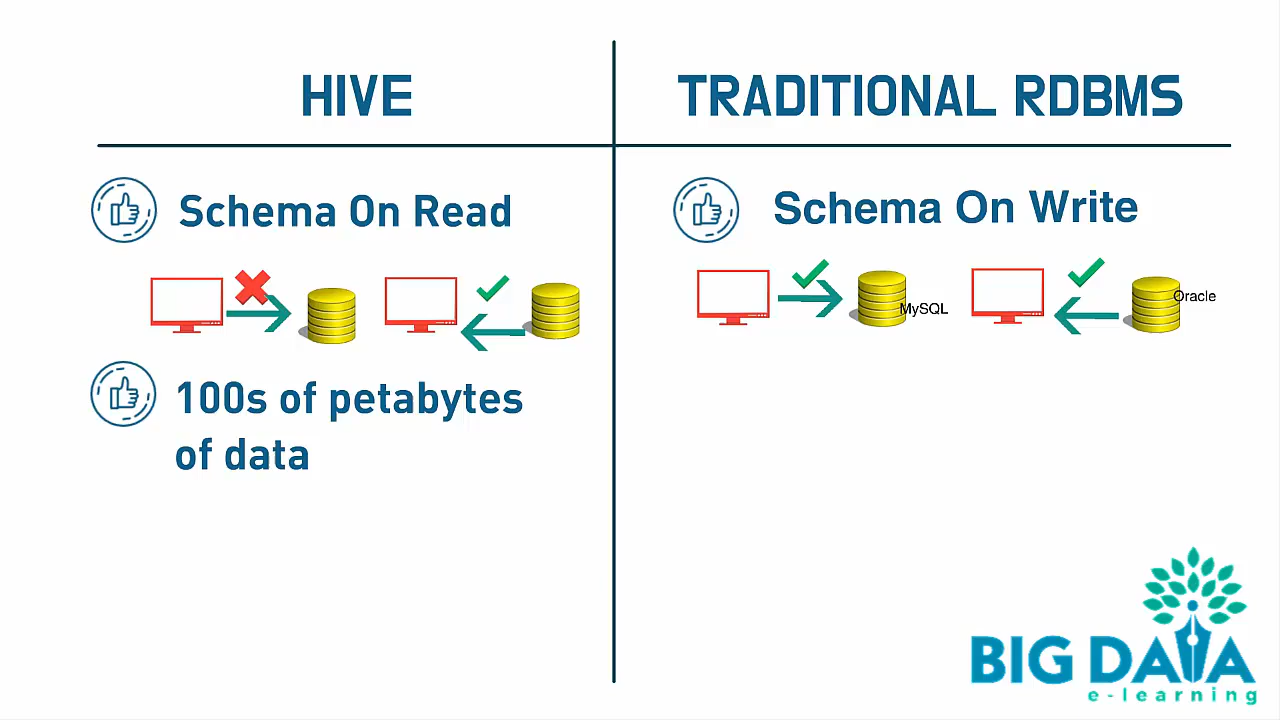 HIVE
TRADITIONAL RDBMS
Schema On Read
Schema On Write
MySQL
Oracle
100s of petabytes
of data
BIG DATA
e-learning